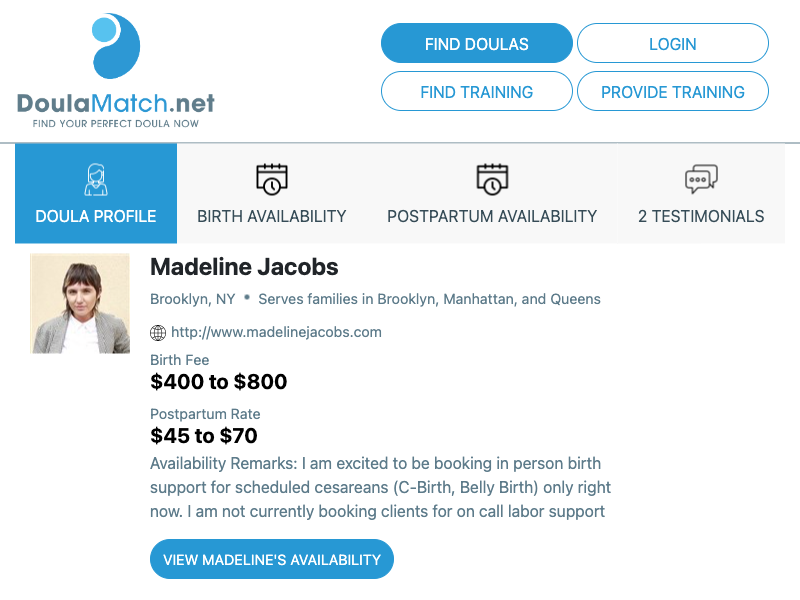 DoulaMatch.net
FIND YOUR PERFECT DOULA NOW
FIND DOULAS
LOGIN
FIND TRAINING
PROVIDE TRAINING
DOULA PROFILE
BIRTH AVAILABILITY
POSTPARTUM AVAILABILITY
2 TESTIMONIALS
Madeline Jacobs
Brooklyn, NY • Serves families in Brooklyn, Manhattan, and Queens
http://www.madelinejacobs.com
Birth Fee
$400 to $800
Postpartum Rate
$45 to $70
Availability Remarks: I am excited to be booking in person birth
support for scheduled cesareans (C-Birth, Belly Birth) only right
now. I am not currently booking clients for on call labor support
VIEW MADELINE'S AVAILABILITY